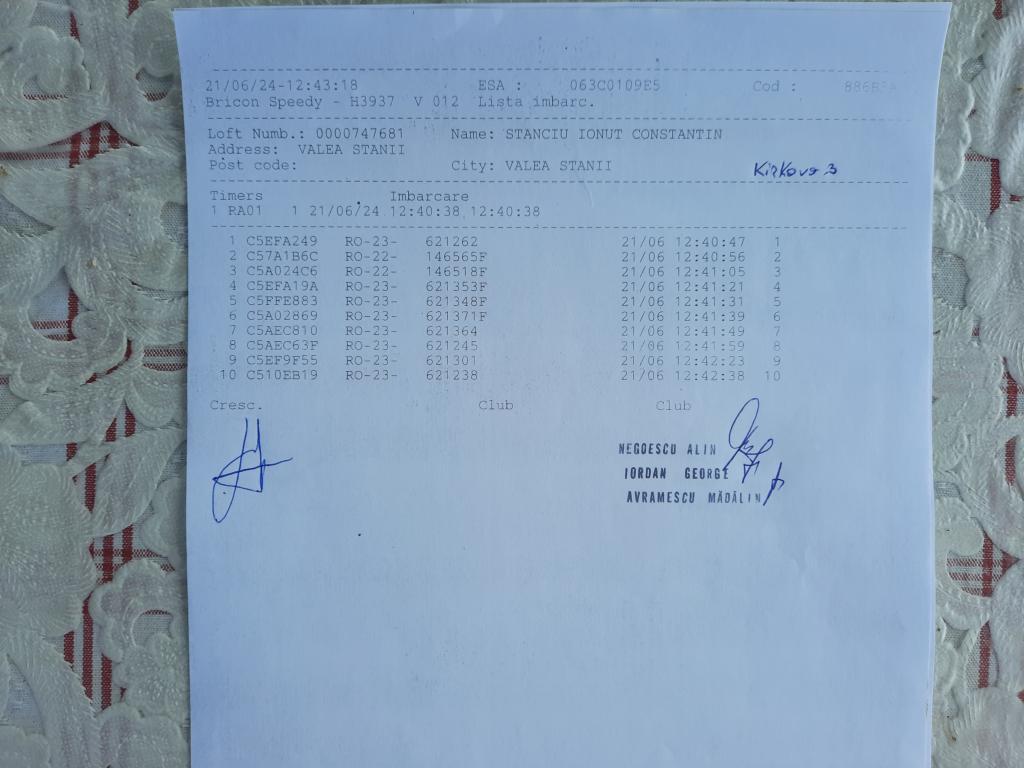 21/06/24-12:43:18 ESA : 063C0109E5 Cod :
Bricon Speedy - H3937 V 012 Lista imbarc.
Loft Numb.: 0000747681 Name: STANCIU IONUT CONSTANTIN
Address: VALEA STANII
Post code: City: VALEA STANII Kirkovo 3
Timers Imbarcare
1 RA01 1 21/06/24 12:40:38 12:40:38
1 C5EFA249 RO-23- 621262 21/06 12:40:47 1
2 C57A1B6C RO-22- 146565F 21/06 12:40:56 2
3 C5A024C6 RO-22- 146518F 21/06 12:41:05 3
4 C5EFA19A RO-23- 621353F 21/06 12:41:21 4
5 C5FFE883 RO-23- 621348F 21/06 12:41:31 5
6 C5A02869 RO-23- 621371F 21/06 12:41:39 6
7 C5AEC810 RO-23- 621364 21/06 12:41:49 7
8 C5AEC63F RO-23- 621245 21/06 12:41:59 8
9 C5EF9F55 RO-23- 621301 21/06 12:42:23 9
10 C510EB19 RO-23- 621238 21/06 12:42:38 10
Cresc. Club Club
NEGOESCU ALIN
IORDAN GEORGE
AVRAMESCU MĂDĂLIN